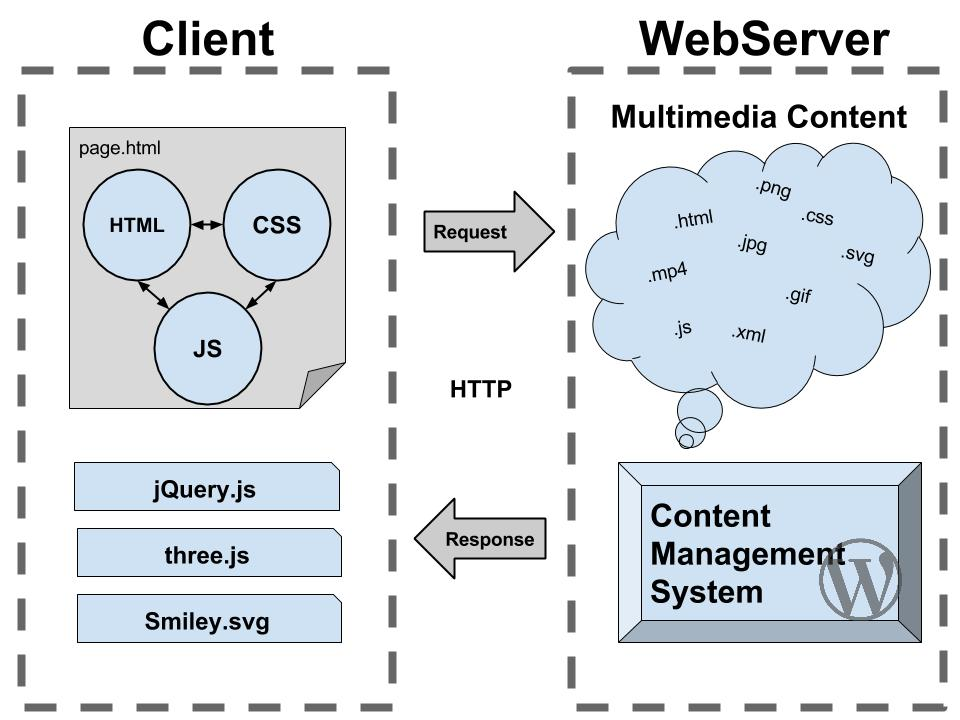 Client
WebServer
page.html
HTML
CSS
JS
jQuery.js
three.js
Smiley.svg
Request
HTTP
Response
Multimedia Content
.png
.html
.css
.jpg
.svg
.mp4
.gif
.js
.xml
Content
Management
System
W